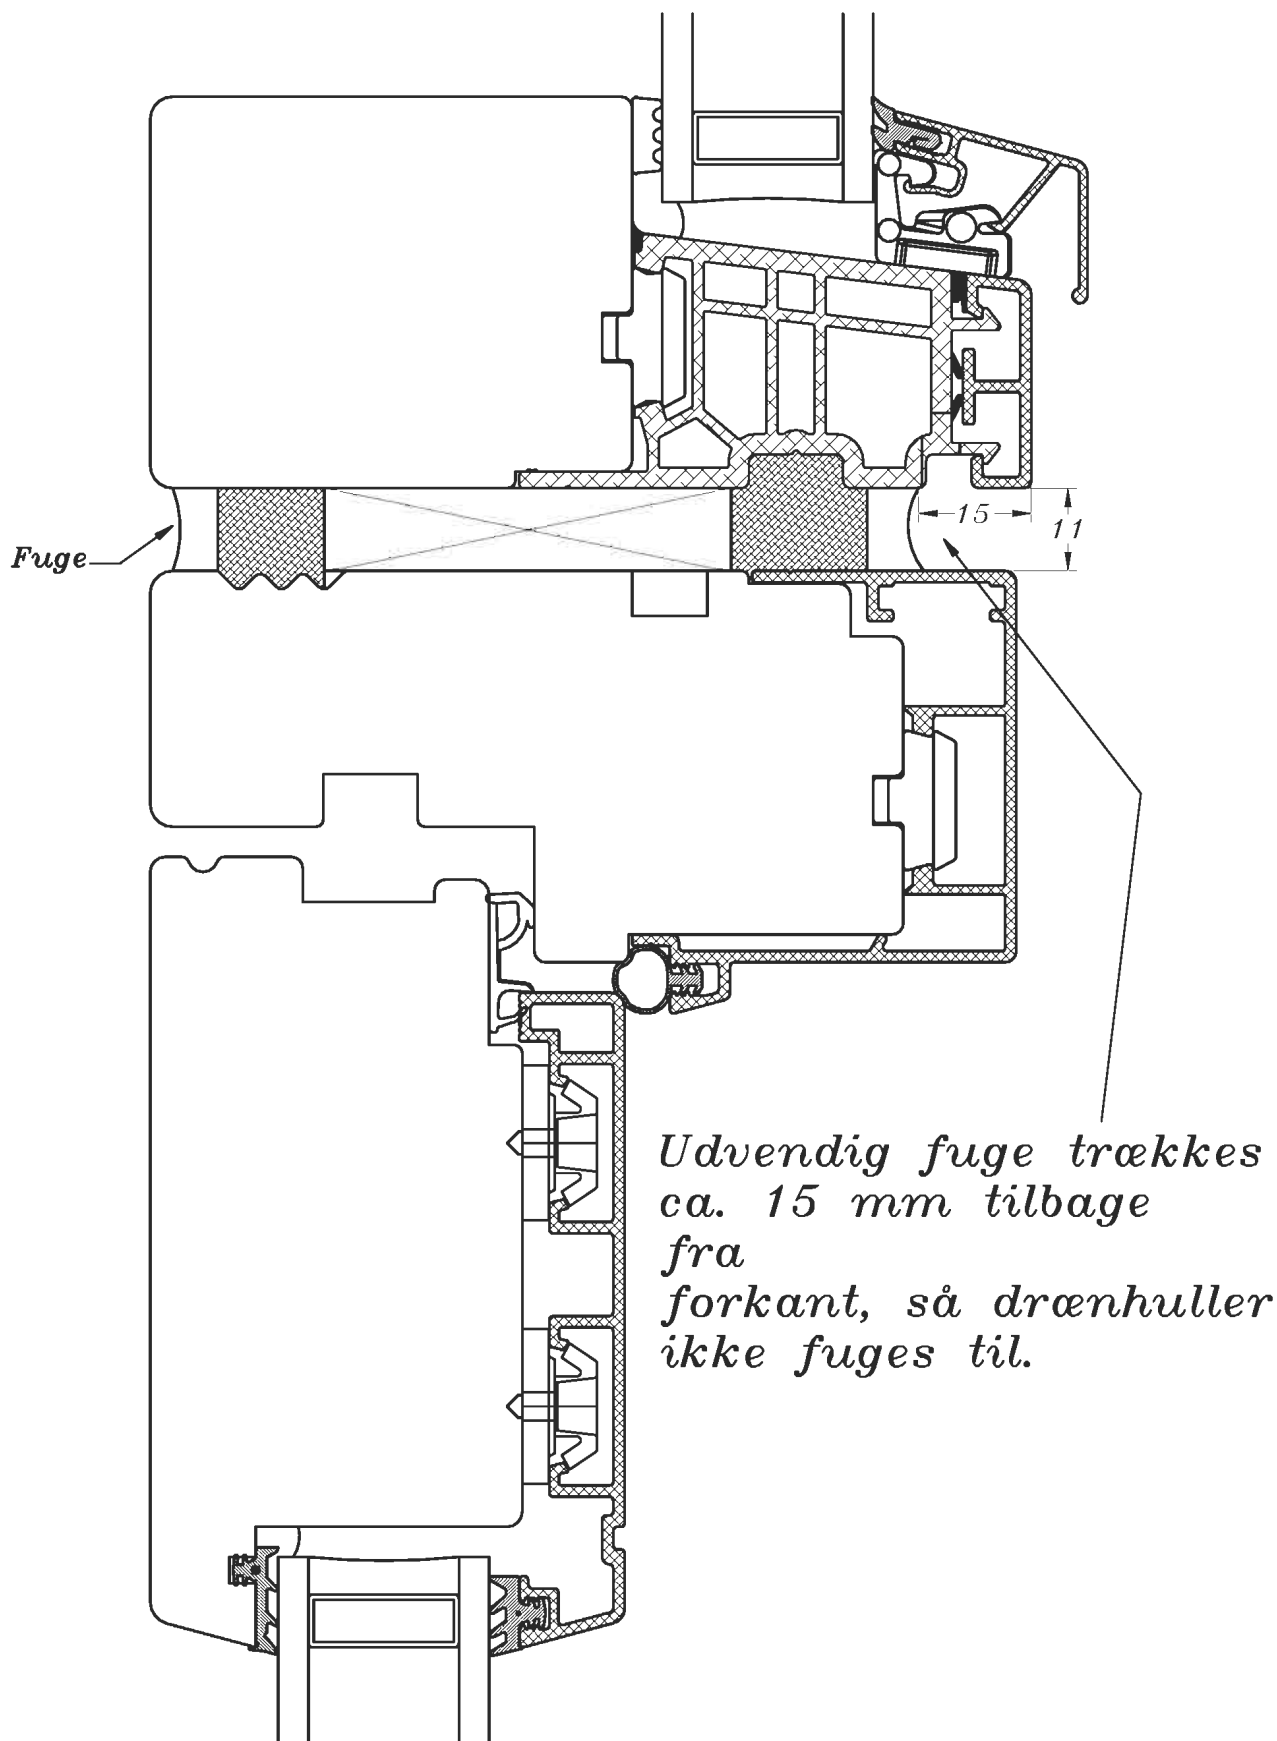 15
11
Fuge
Udvendig fuge trækkes
ca. 15 mm tilbage
fra
forkant, så drænhuller
ikke fuges til.